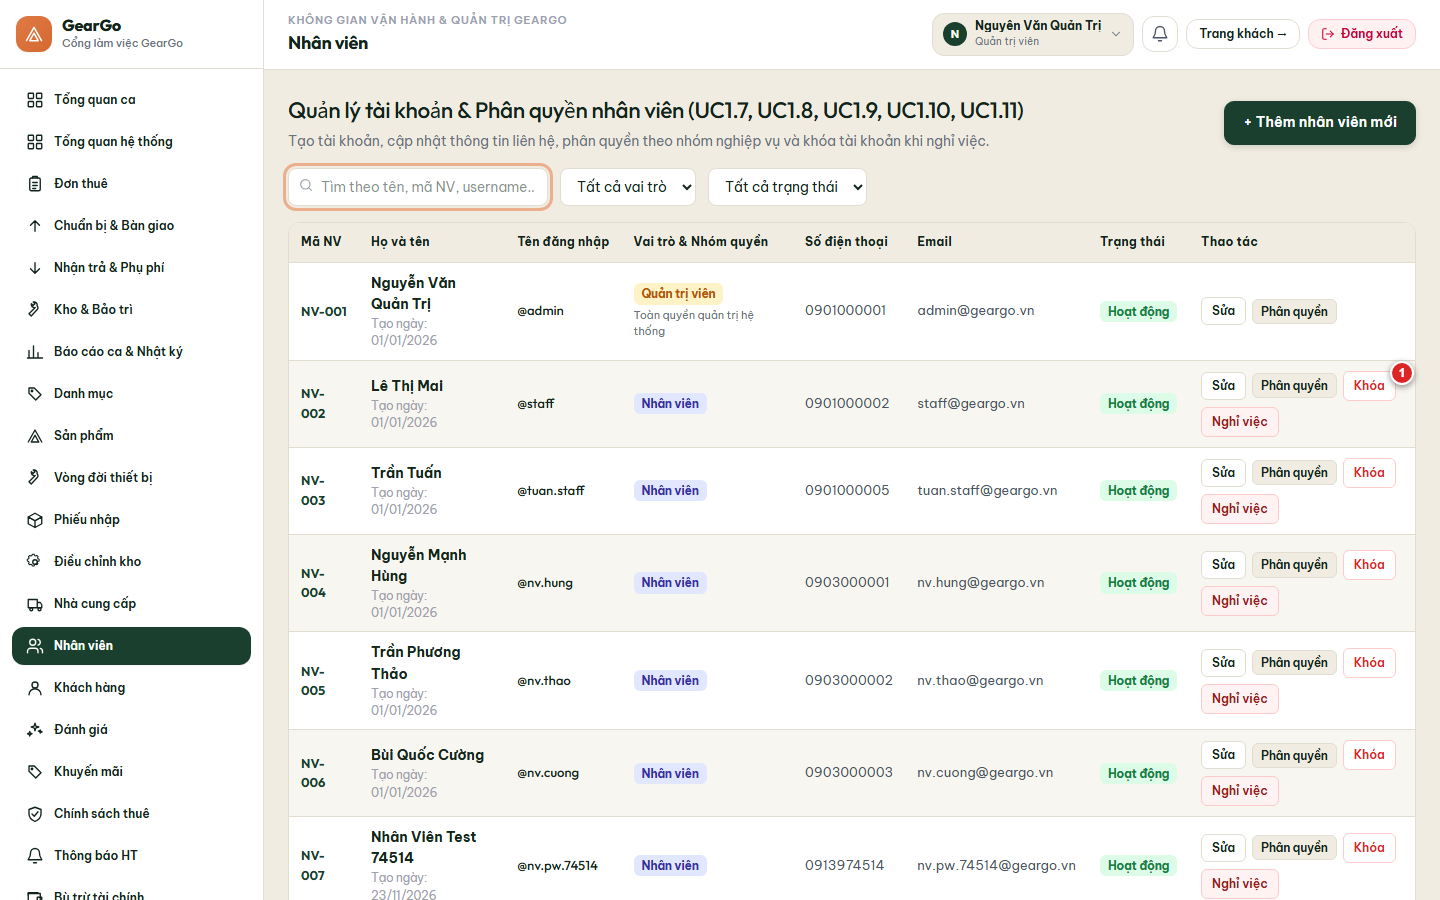 GearGo
Cổng làm việc GearGo
KHÔNG GIAN VẬN HÀNH & QUẢN TRỊ GEARGO
Nhân viên
N
Nguyễn Văn Quản Trị
Quản trị viên
Trang khách →
Đăng xuất
Tổng quan ca
Tổng quan hệ thống
Đơn thuê
Chuẩn bị & Bàn giao
Nhận trả & Phụ phí
Kho & Bảo trì
Báo cáo ca & Nhật ký
Danh mục
Sản phẩm
Vòng đời thiết bị
Phiếu nhập
Điều chỉnh kho
Nhà cung cấp
Nhân viên
Khách hàng
Đánh giá
Khuyến mãi
Chính sách thuê
Thông báo HT
Bù trừ tài chính
Quản lý tài khoản & Phân quyền nhân viên (UC1.7, UC1.8, UC1.9, UC1.10, UC1.11)
Tạo tài khoản, cập nhật thông tin liên hệ, phân quyền theo nhóm nghiệp vụ và khóa tài khoản khi nghỉ việc.
+ Thêm nhân viên mới
Tìm theo tên, mã NV, username..
Tất cả vai trò
Tất cả trạng thái
Mã NV Họ và tên Tên đăng nhập Vai trò & Nhóm quyền Số điện thoại Email Trạng thái Thao tác
NV-001
Nguyễn Văn
Quản Trị
Tạo ngày:
01/01/2026
@admin
Quản trị viên
Toàn quyền quản trị hệ
thống
0901000001
admin@geargo.vn
Hoạt động
Sửa
Phân quyền
NV-
002
Lê Thị Mai
Tạo ngày:
01/01/2026
@staff
Nhân viên
0901000002
staff@geargo.vn
Hoạt động
Sửa
Phân quyền
Khóa
1
Nghỉ việc
NV-
003
Trần Tuấn
Tạo ngày:
01/01/2026
@tuan.staff
Nhân viên
0901000005
tuan.staff@geargo.vn
Hoạt động
Sửa
Phân quyền
Khóa
Nghỉ việc
NV-
004
Nguyễn Mạnh
Hùng
Tạo ngày:
01/01/2026
@nv.hung
Nhân viên
0903000001
nv.hung@geargo.vn
Hoạt động
Sửa
Phân quyền
Khóa
Nghỉ việc
NV-
005
Trần Phương
Thảo
Tạo ngày:
01/01/2026
@nv.thao
Nhân viên
0903000002
nv.thao@geargo.vn
Hoạt động
Sửa
Phân quyền
Khóa
Nghỉ việc
NV-
006
Bùi Quốc Cường
Tạo ngày:
01/01/2026
@nv.cuong
Nhân viên
0903000003
nv.cuong@geargo.vn
Hoạt động
Sửa
Phân quyền
Khóa
Nghỉ việc
NV-
007
Nhân Viên Test
74514
Tạo ngày:
23/11/2026
@nv.pw.74514
Nhân viên
0913974514
nv.pw.74514@geargo.vn
Hoạt động
Sửa
Phân quyền
Khóa
Nghỉ việc